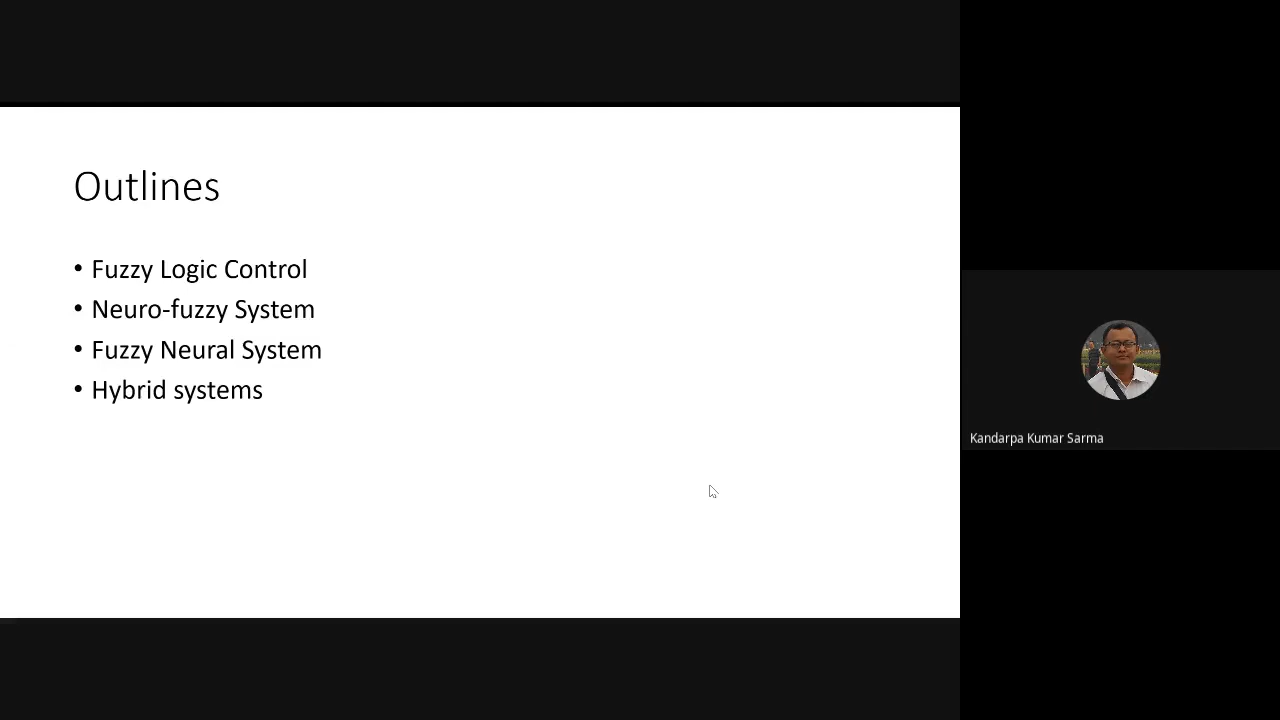 Outlines
• Fuzzy Logic Control
• Neuro-fuzzy System
• Fuzzy Neural System
• Hybrid systems
Kandarpa Kumar Sarma